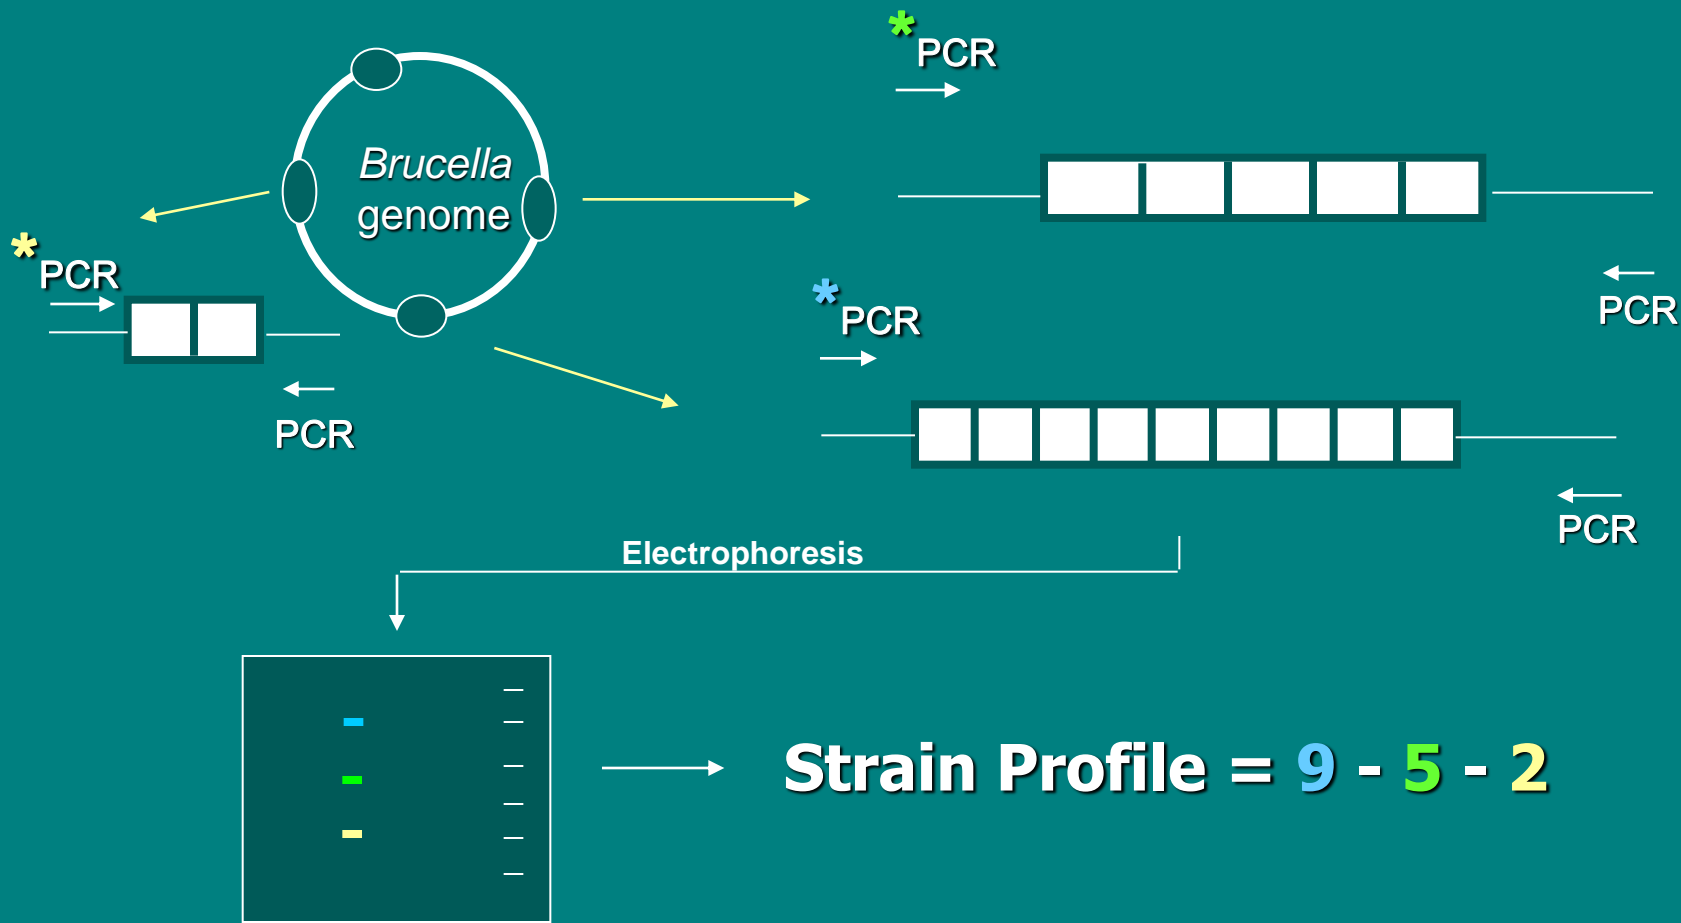 *PCR
Brucella
genome
*PCR
*PCR
PCR
PCR
PCR
Electrophoresis
Strain Profile = 9 - 5 - 2